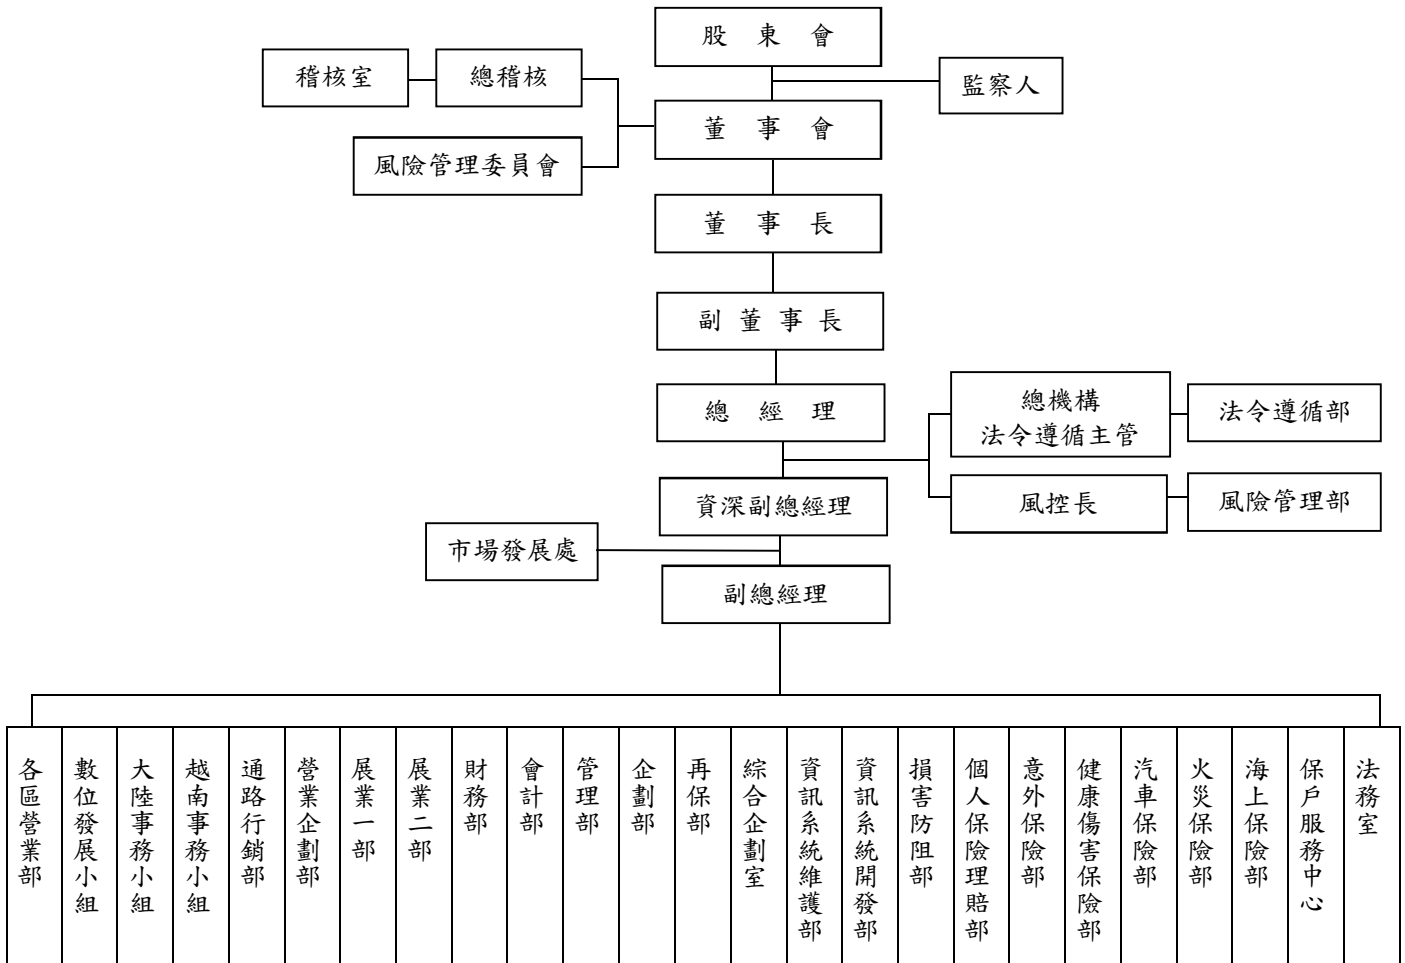 股東會
稽核室
總稽核
監察人
董事會
風險管理委員會
董事長
副董事長
總經理
總機構
法令遵循主管
法令遵循部
資深副總經理
風控長
風險管理部
市場發展處
副總經理
各區營業部
數位發展小組
大陸事務小組
越南事務小組
通路行銷部
營業企劃部
展業一部
展業二部
財務部
會計部
管理部
企劃部
再保部
綜合企劃室
資訊系統維護部
資訊系統開發部
損害防阻部
個人保險理賠部
意外保險部
健康傷害保險部
汽車保險部
火災保險部
海上保險部
保戶服務中心
法務室